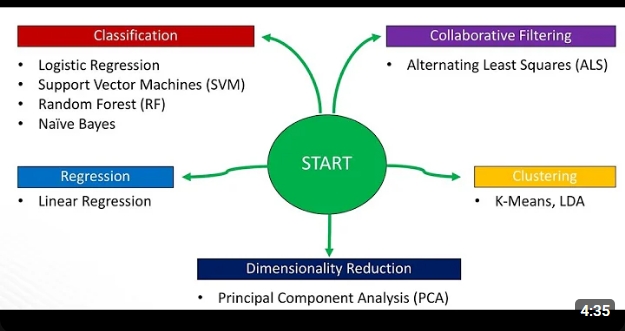 Classification
• Logistic Regression
• Support Vector Machines (SVM)
• Random Forest (RF)
• Naïve Bayes
Collaborative Filtering
• Alternating Least Squares (ALS)
START
Regression
• Linear Regression
Clustering
• K-Means, LDA
Dimensionality Reduction
• Principal Component Analysis (PCA)
4:35